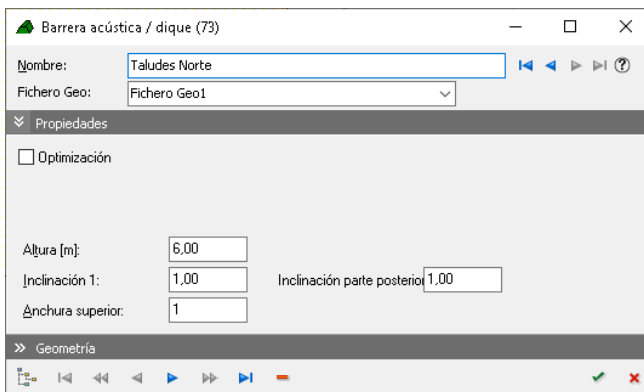 Barrera acústica / dique (73)
Nombre: Taludes Norte
Fichero Geo: Fichero Geo1
Propiedades
Optimización
Altura [m]: 6,00
Inclinación 1: 1,00 Inclinación parte posterior 1,00
Anchura superior: 1
Geometría